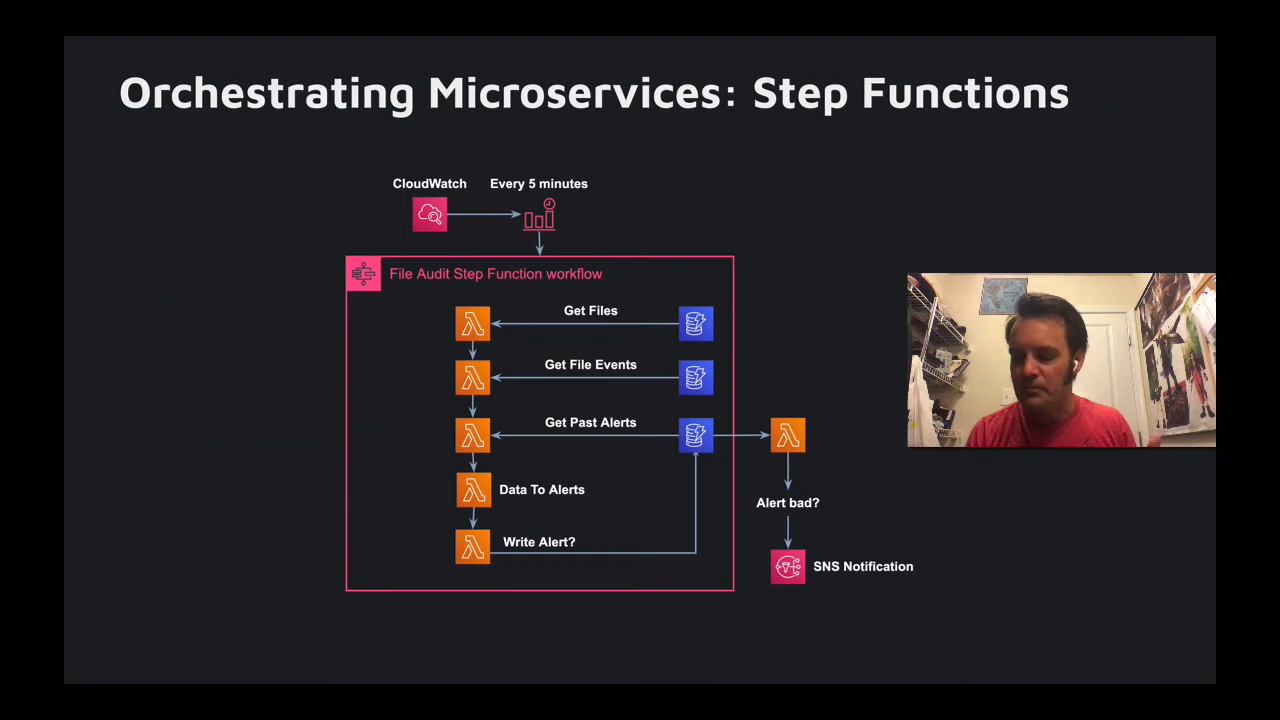 Orchestrating Microservices: Step Functions
CloudWatch
Every 5 minutes
File Audit Step Function workflow
Get Files
Get File Events
Get Past Alerts
Data To Alerts
Write Alert?
Alert bad?
SNS Notification